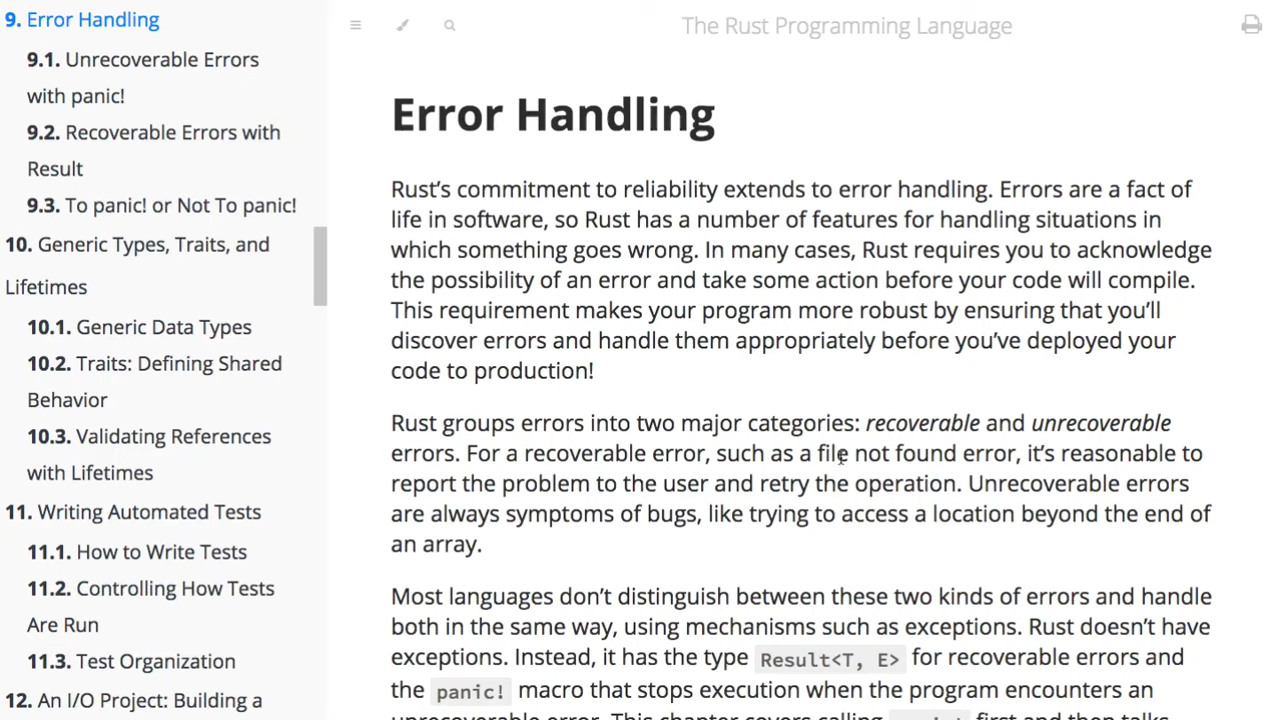 9. Error Handling
9.1. Unrecoverable Errors
with panic!
9.2. Recoverable Errors with
Result
9.3. To panic! or Not To panic!
10. Generic Types, Traits, and
Lifetimes
10.1. Generic Data Types
10.2. Traits: Defining Shared
Behavior
10.3. Validating References
with Lifetimes
11. Writing Automated Tests
11.1. How to Write Tests
11.2. Controlling How Tests
Are Run
11.3. Test Organization
12. An I/O Project: Building a
The Rust Programming Language
Error Handling
Rust’s commitment to reliability extends to error handling. Errors are a fact of
life in software, so Rust has a number of features for handling situations in
which something goes wrong. In many cases, Rust requires you to acknowledge
the possibility of an error and take some action before your code will compile.
This requirement makes your program more robust by ensuring that you’ll
discover errors and handle them appropriately before you’ve deployed your
code to production!
Rust groups errors into two major categories: recoverable and unrecoverable
errors. For a recoverable error, such as a file not found error, it’s reasonable to
report the problem to the user and retry the operation. Unrecoverable errors
are always symptoms of bugs, like trying to access a location beyond the end of
an array.
Most languages don’t distinguish between these two kinds of errors and handle
both in the same way, using mechanisms such as exceptions. Rust doesn’t have
exceptions. Instead, it has the type Result<T, E> for recoverable errors and
the panic! macro that stops execution when the program encounters an
unrecoverable error. This chapter covers calling panic! first and then talks